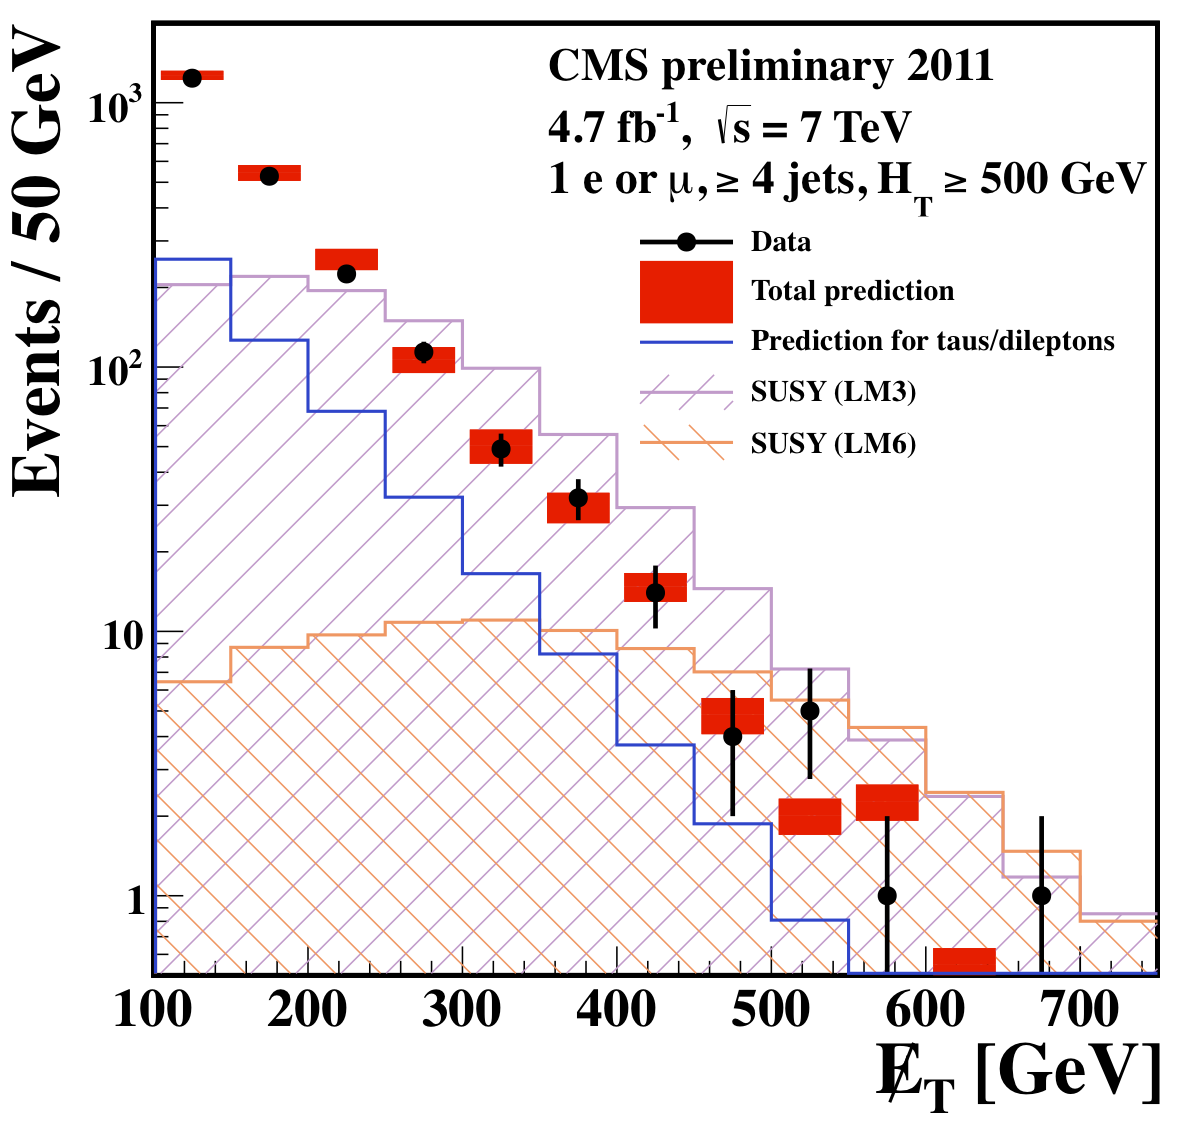 CMS preliminary 2011
4.7 fb⁻¹, √s = 7 TeV
1 e or μ, ≥ 4 jets, H_T ≥ 500 GeV
Data
Total prediction
Prediction for taus/dileptons
SUSY (LM3)
SUSY (LM6)
Events / 50 GeV
10³
10²
10
1
100 200 300 400 500 600 700
E̸_T [GeV]